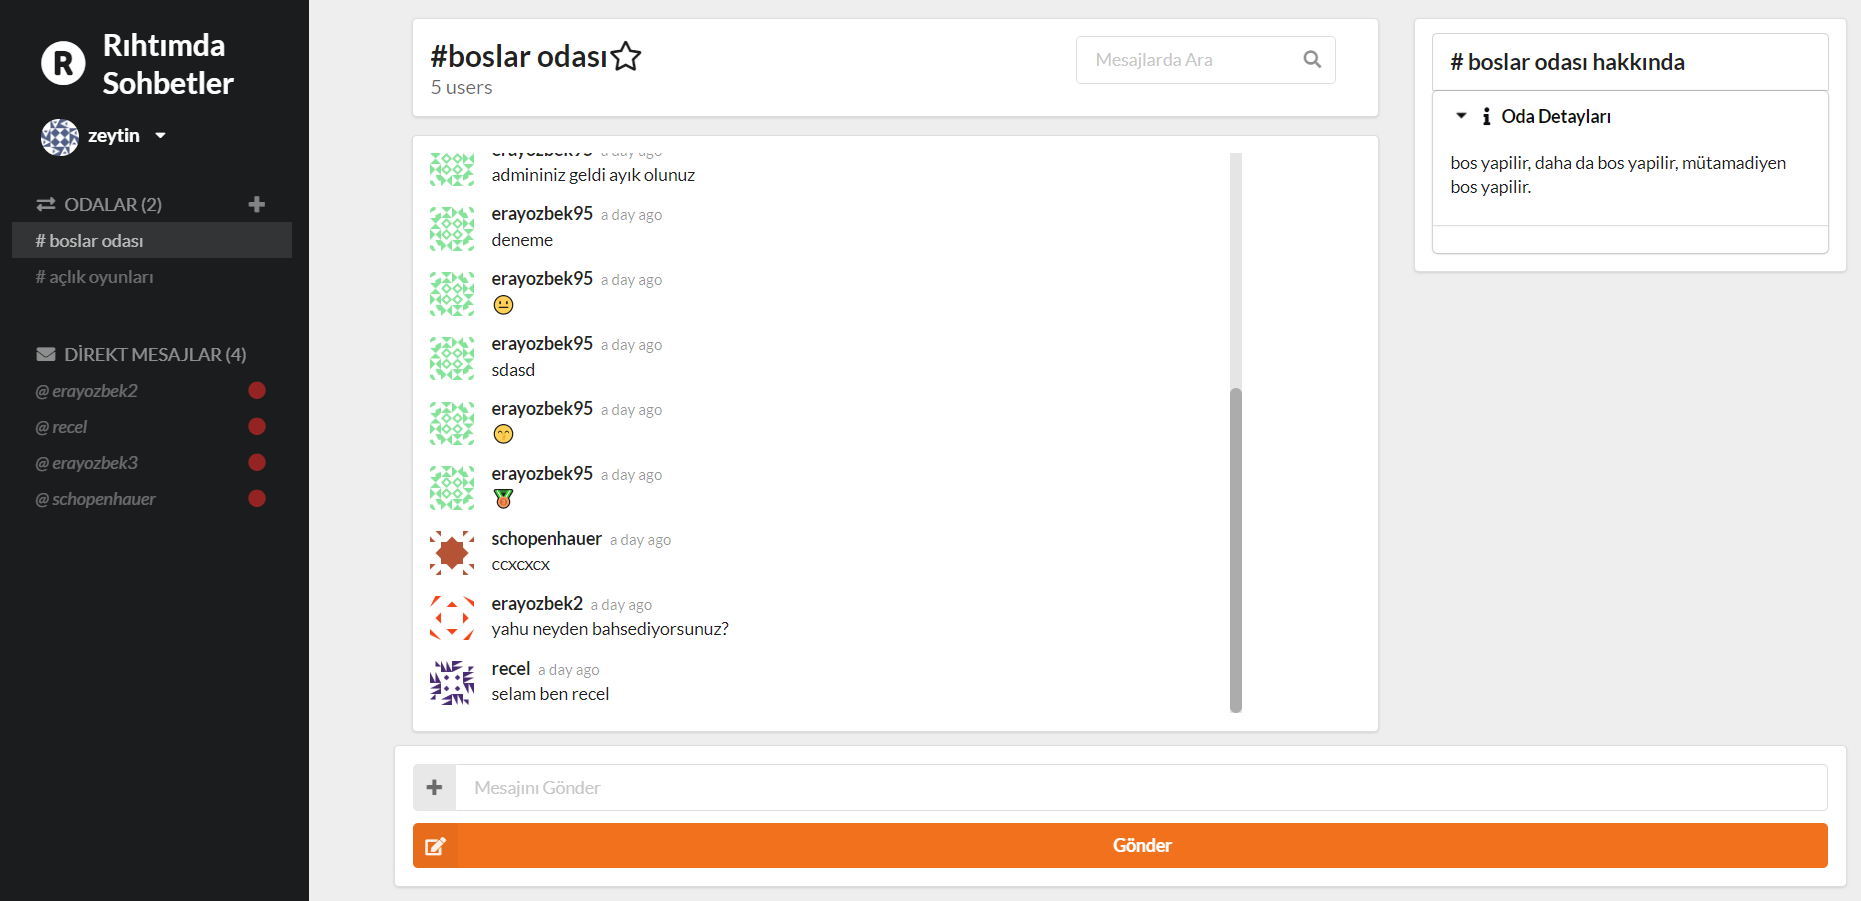 R
Rıhtımda
Sohbetler
zeytin
ODALAR (2)
# boslar odası
# açlık oyunları
DİREKT MESAJLAR (4)
@ erayozbek2
@ recel
@ erayozbek3
@ schopenhauer
#boslar odası
5 users
Mesajlarda Ara
erayozbek95 a day ago
admininiz geldi ayık olunuz
erayozbek95 a day ago
deneme
erayozbek95 a day ago
😐
erayozbek95 a day ago
sdasd
erayozbek95 a day ago
😙
erayozbek95 a day ago
🥉
schopenhauer a day ago
ccxcxcx
erayozbek2 a day ago
yahu neyden bahsediyorsunuz?
recel a day ago
selam ben recel
Mesajını Gönder
Gönder
# boslar odası hakkında
Oda Detayları
bos yapilir, daha da bos yapilir, mütamadiyen
bos yapilir.